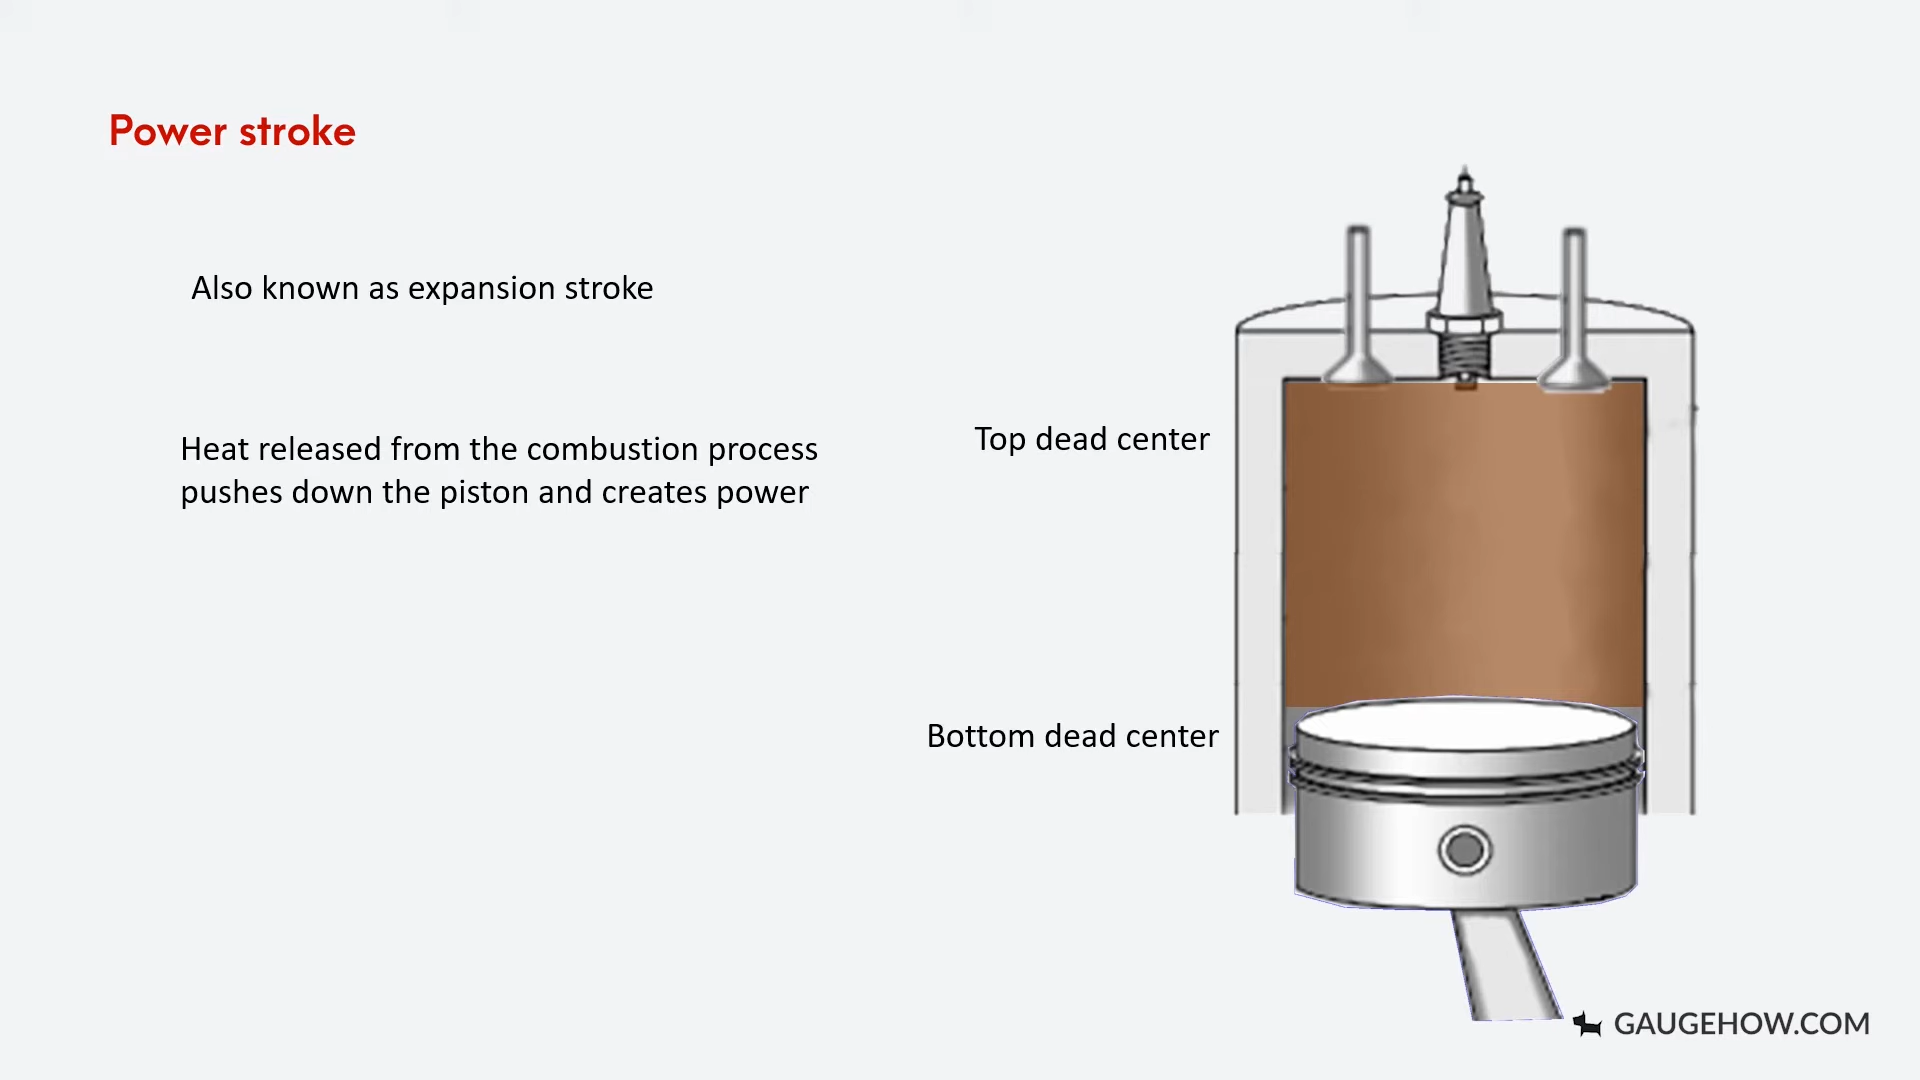 Power stroke
Also known as expansion stroke
Heat released from the combustion process
pushes down the piston and creates power
Top dead center
Bottom dead center
GAUGEHOW.COM